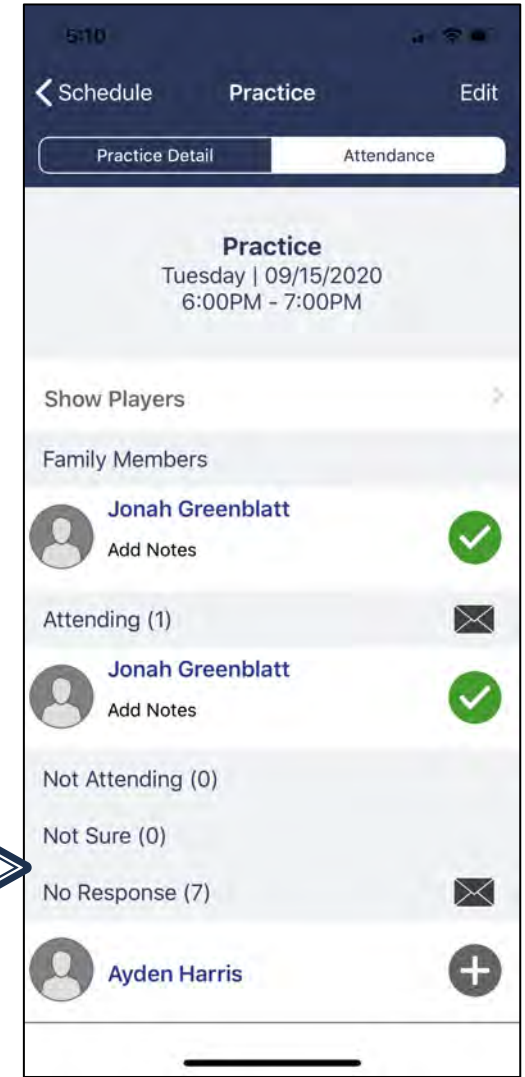 5:10
Schedule Practice Edit
Practice Detail Attendance
Practice
Tuesday | 09/15/2020
6:00PM - 7:00PM
Show Players
Family Members
Jonah Greenblatt
Add Notes
Attending (1)
Jonah Greenblatt
Add Notes
Not Attending (0)
Not Sure (0)
No Response (7)
Ayden Harris